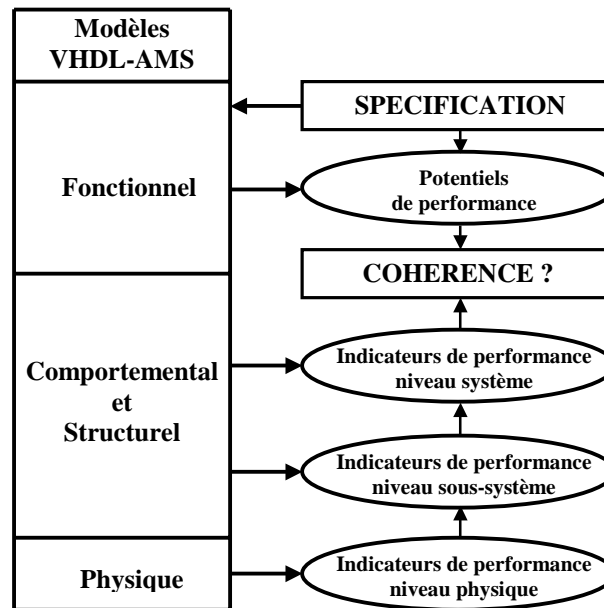 Modèles
VHDL-AMS
SPECIFICATION
Fonctionnel
Potentiels
de performance
COHERENCE ?
Comportemental
et
Structurel
Indicateurs de performance
niveau système
Indicateurs de performance
niveau sous-système
Physique
Indicateurs de performance
niveau physique